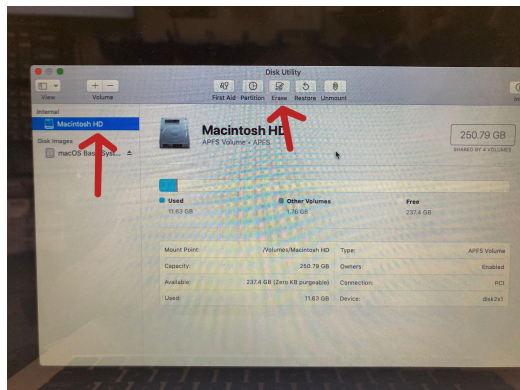 Disk Utility
View
Volume
First Aid
Partition
Erase
Restore
Unmount
Internal
Macintosh HD
Disk Images
macOS Base Syst...
Macintosh HD
APFS Volume • APFS
250.79 GB
SHARED BY 4 VOLUMES
Used
11.63 GB
Other Volumes
1.76 GB
Free
237.4 GB
Mount Point:
/Volumes/Macintosh HD
Type:
APFS Volume
Capacity:
250.79 GB
Owners:
Enabled
Available:
237.4 GB (Zero KB purgeable)
Connection:
PCI
Used:
11.63 GB
Device:
disk2s1